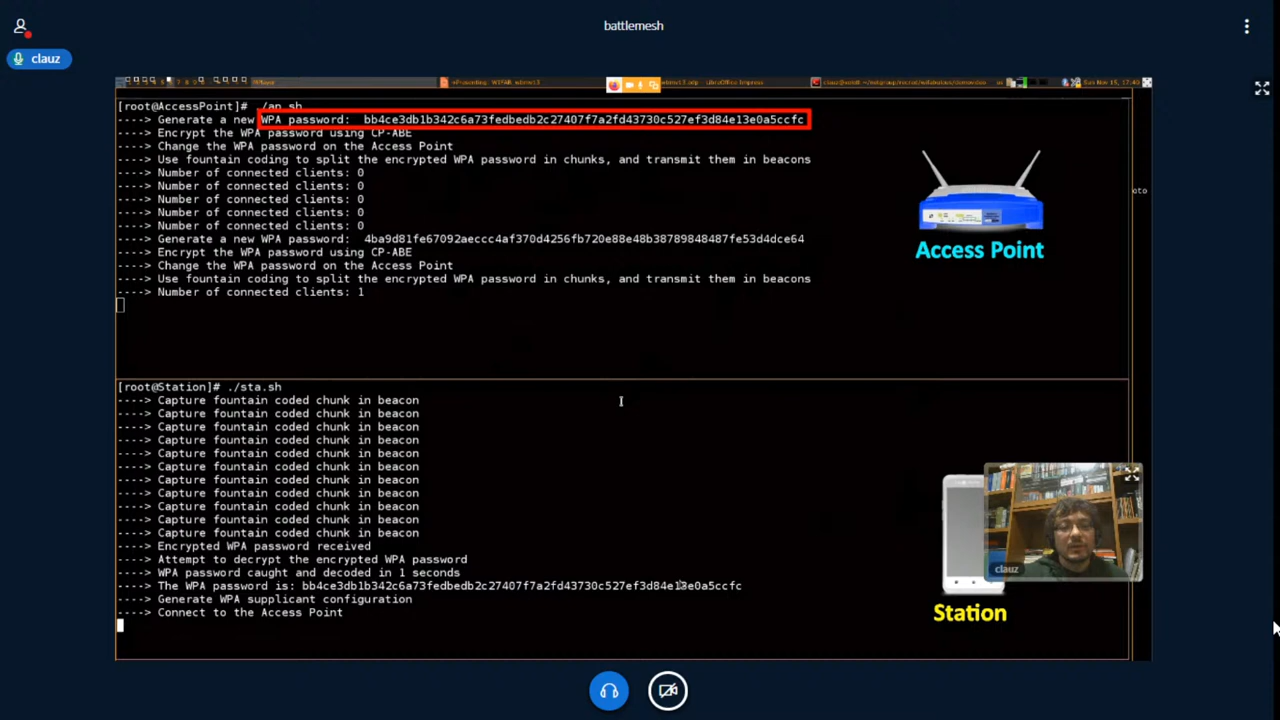 battlemesh
clauz
[root@AccessPoint]# ./ap.sh
----> Generate a new WPA password:  bb4ce3db1b342c6a73fedbedb2c27407f7a2fd43730c527ef3d84e13e0a5ccfc
----> Encrypt the WPA password using CP-ABE
----> Change the WPA password on the Access Point
----> Use fountain coding to split the encrypted WPA password in chunks, and transmit them in beacons
----> Number of connected clients: 0
----> Number of connected clients: 0
----> Number of connected clients: 0
----> Number of connected clients: 0
----> Number of connected clients: 0
----> Generate a new WPA password:  4ba9d81fe67092aeccc4af370d4256fb720e88e48b38789848487fe53d4dce64
----> Encrypt the WPA password using CP-ABE
----> Change the WPA password on the Access Point
----> Use fountain coding to split the encrypted WPA password in chunks, and transmit them in beacons
----> Number of connected clients: 1
Access Point
[root@Station]# ./sta.sh
----> Capture fountain coded chunk in beacon
----> Capture fountain coded chunk in beacon
----> Capture fountain coded chunk in beacon
----> Capture fountain coded chunk in beacon
----> Capture fountain coded chunk in beacon
----> Capture fountain coded chunk in beacon
----> Capture fountain coded chunk in beacon
----> Capture fountain coded chunk in beacon
----> Capture fountain coded chunk in beacon
----> Capture fountain coded chunk in beacon
----> Capture fountain coded chunk in beacon
----> Encrypted WPA password received
----> Attempt to decrypt the encrypted WPA password
----> WPA password caught and decoded in 1 seconds
----> The WPA password is: bb4ce3db1b342c6a73fedbedb2c27407f7a2fd43730c527ef3d84e13e0a5ccfc
----> Generate WPA supplicant configuration
----> Connect to the Access Point
clauz
Station